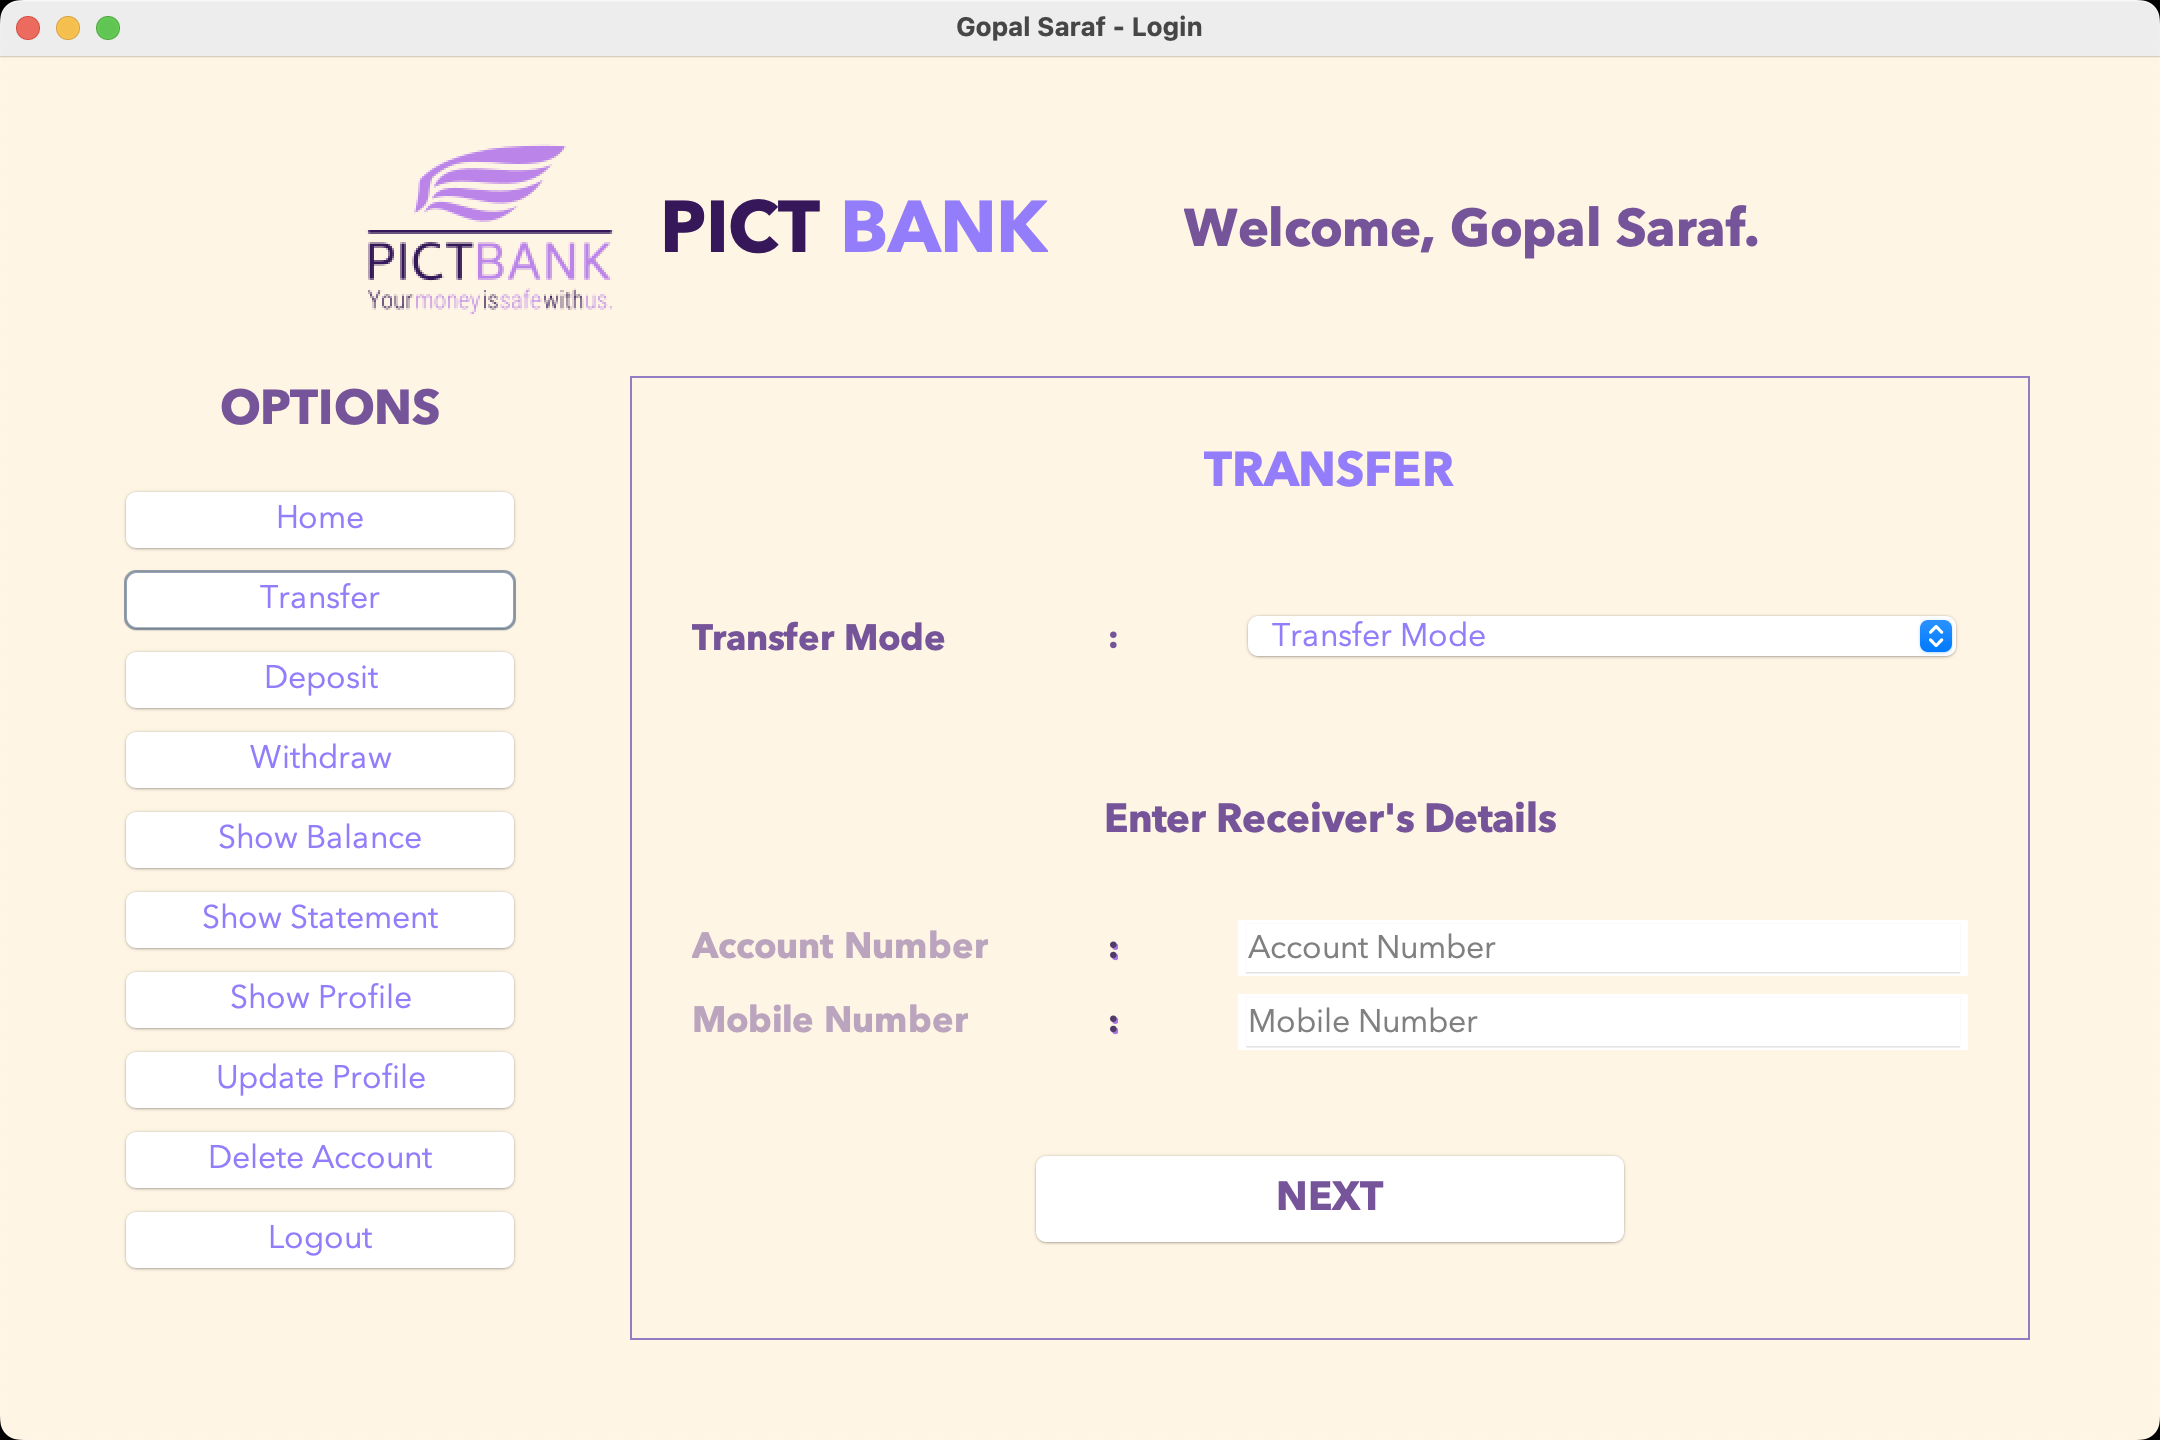 Gopal Saraf - Login
PICTBANK
Yourmoneyissafewithus.
PICT BANK
Welcome, Gopal Saraf.
OPTIONS
Home
Transfer
Deposit
Withdraw
Show Balance
Show Statement
Show Profile
Update Profile
Delete Account
Logout
TRANSFER
Transfer Mode : Transfer Mode
Enter Receiver's Details
Account Number : Account Number
Mobile Number : Mobile Number
NEXT